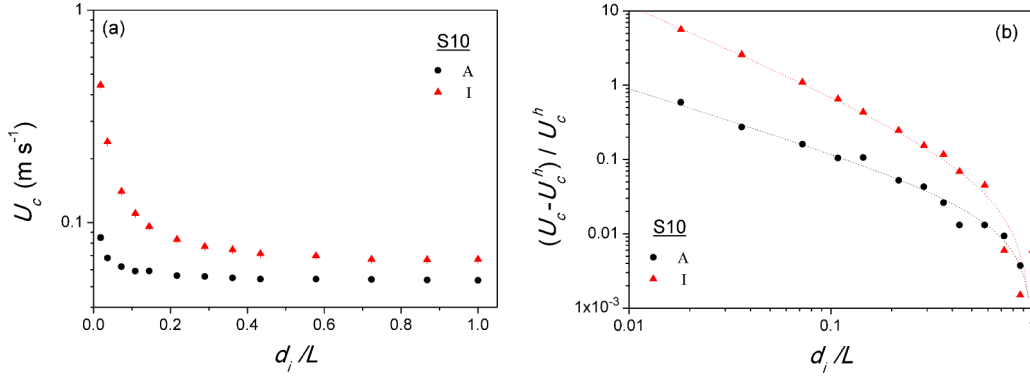 (a)
S10
A
I
1
0.1
U_c (m s⁻¹)
0.0 0.2 0.4 0.6 0.8 1.0
d_i /L
(b)
10
1
0.1
0.01
1x10⁻³
(U_c - U_c^h) / U_c^h
S10
A
I
0.01 0.1
d_i /L